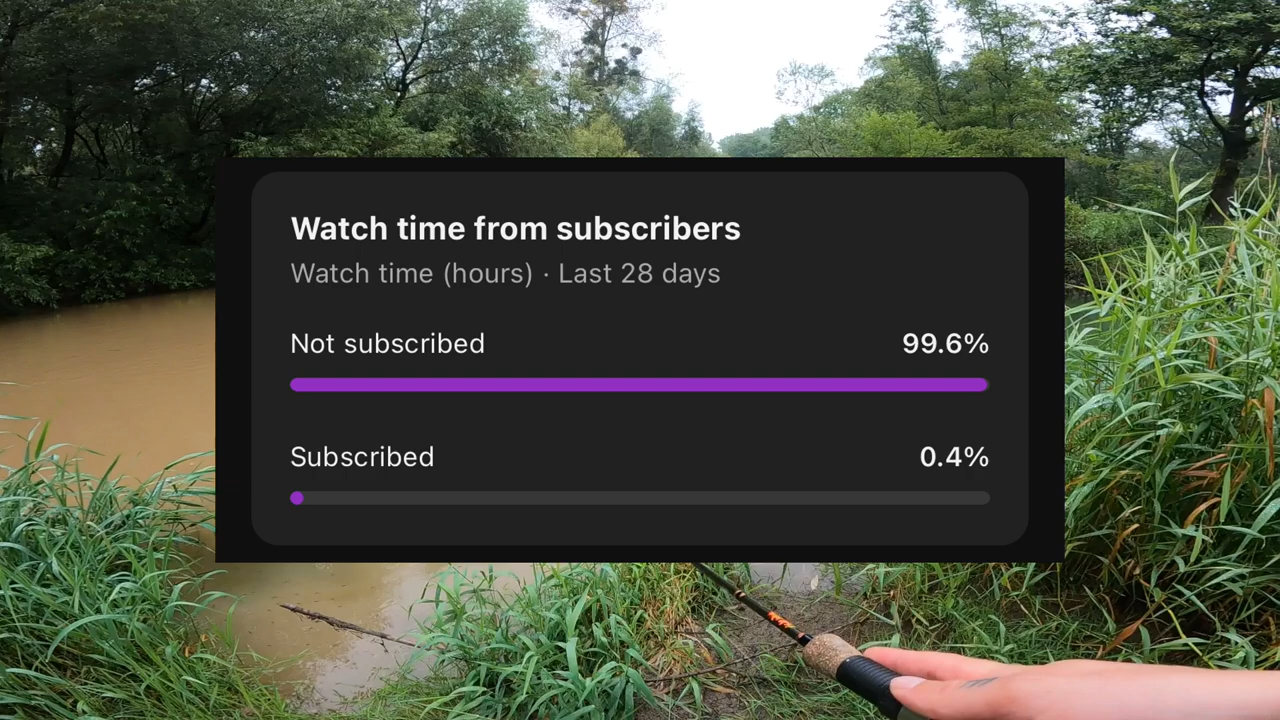 Watch time from subscribers
Watch time (hours) · Last 28 days
Not subscribed
99.6%
Subscribed
0.4%